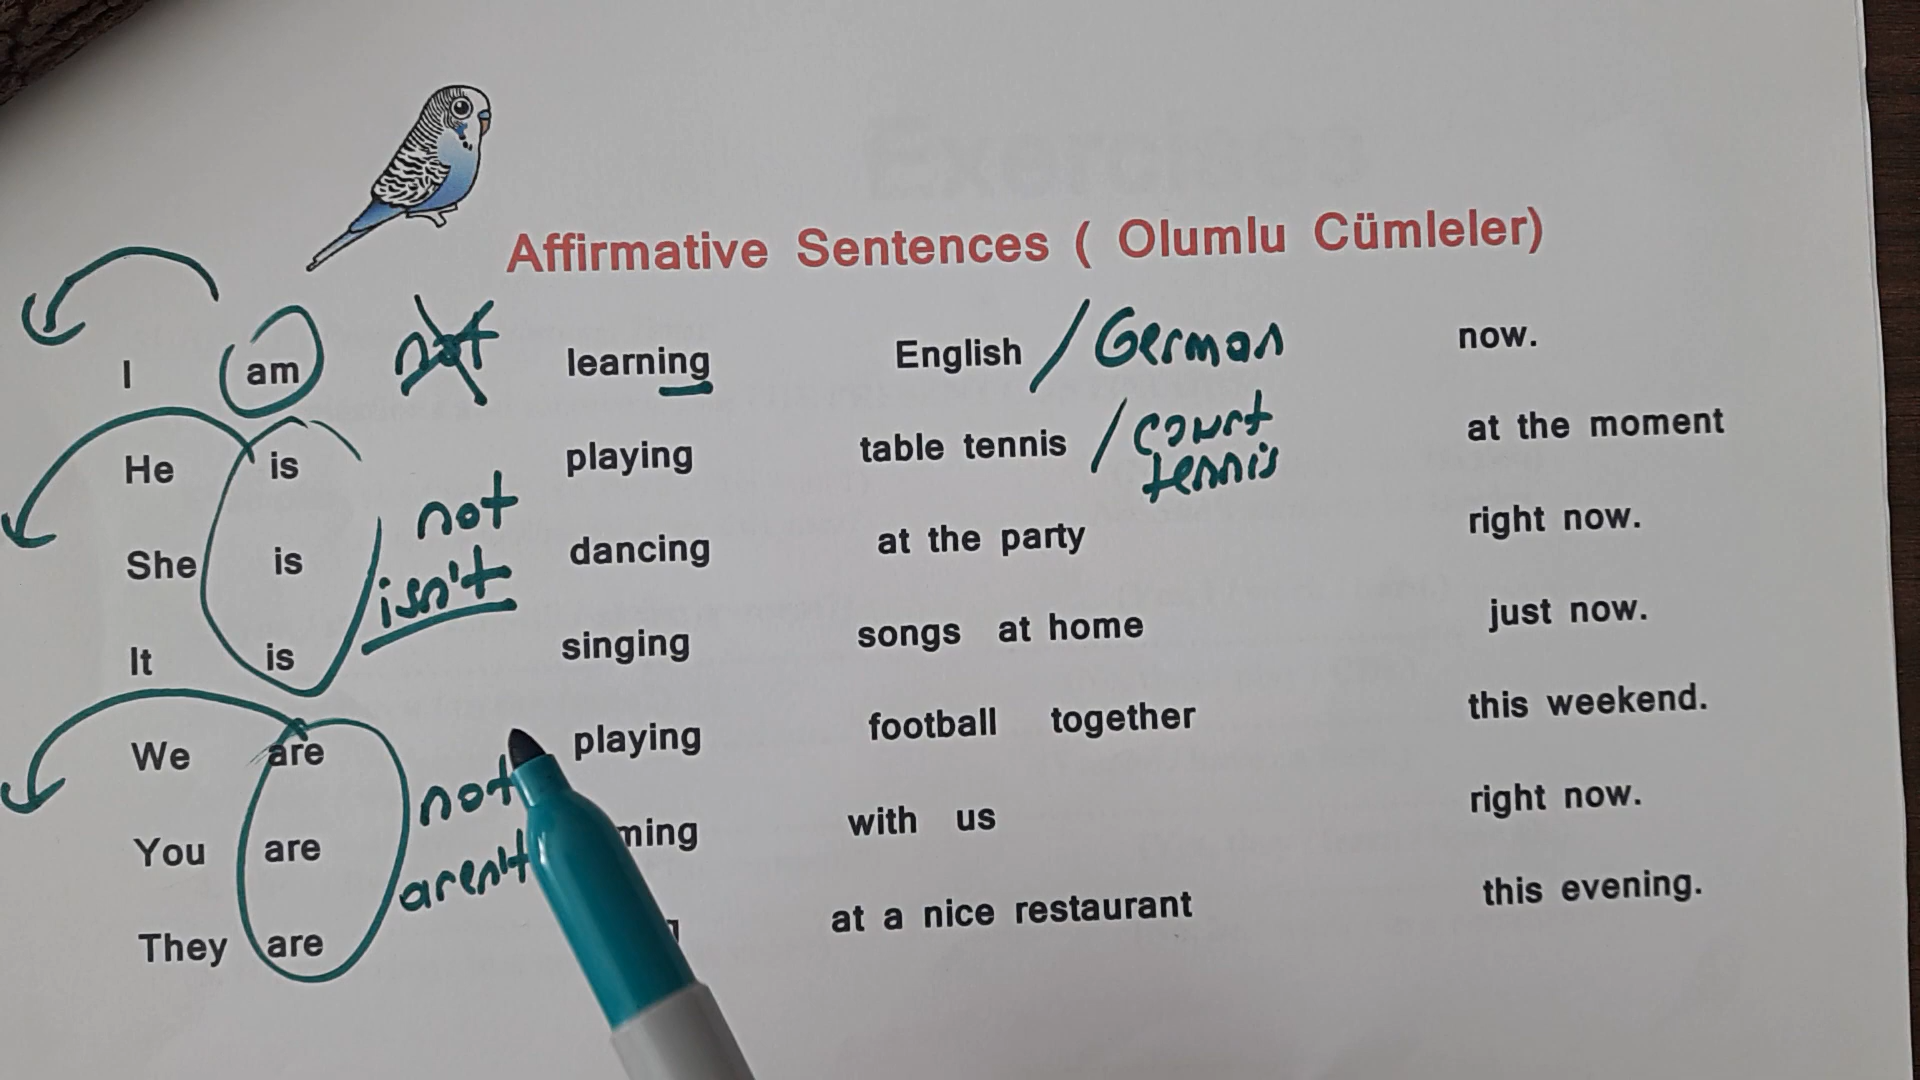 Affirmative Sentences ( Olumlu Cümleler)
I am not learning English / German now.
He is playing table tennis / court tennis at the moment
She is not dancing at the party right now.
isn't
It is singing songs at home just now.
We are playing football together this weekend.
You are not with us right now.
aren't
They are at a nice restaurant this evening.